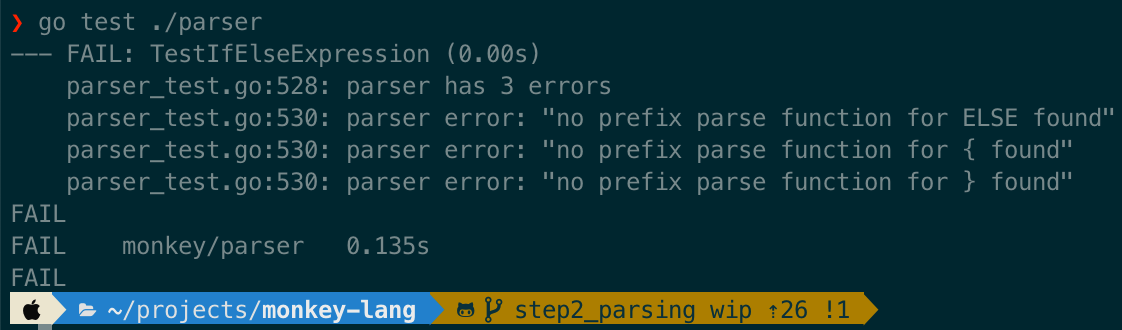 ❯ go test ./parser
--- FAIL: TestIfElseExpression (0.00s)
    parser_test.go:528: parser has 3 errors
    parser_test.go:530: parser error: "no prefix parse function for ELSE found"
    parser_test.go:530: parser error: "no prefix parse function for { found"
    parser_test.go:530: parser error: "no prefix parse function for } found"
FAIL
FAIL    monkey/parser   0.135s
FAIL
~/projects/monkey-lang step2_parsing wip ⇡26 !1